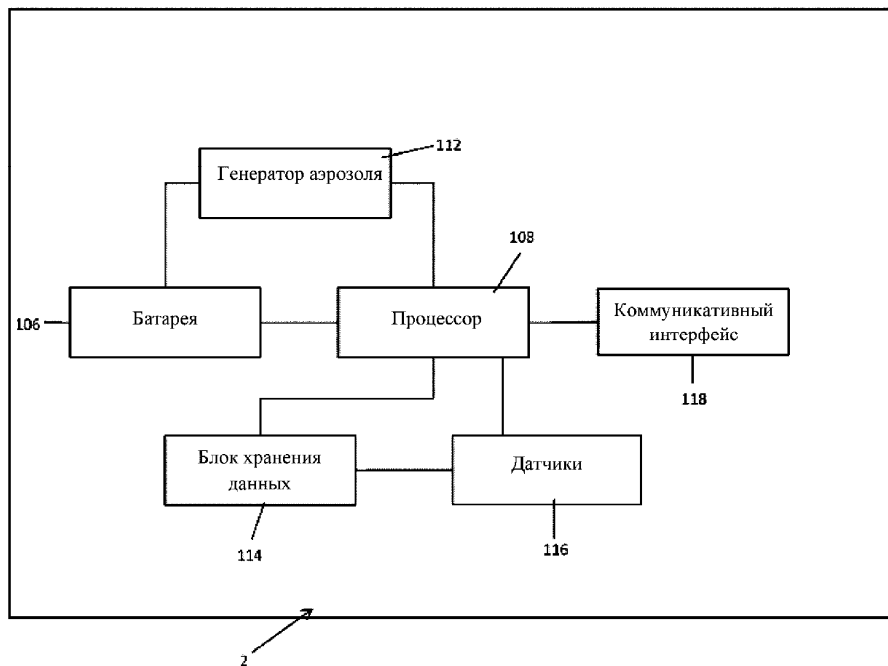 112
Генератор аэрозоля
108
106
Батарея
Процессор
Коммуникативный
интерфейс
118
Блок хранения
данных
Датчики
114
116
2